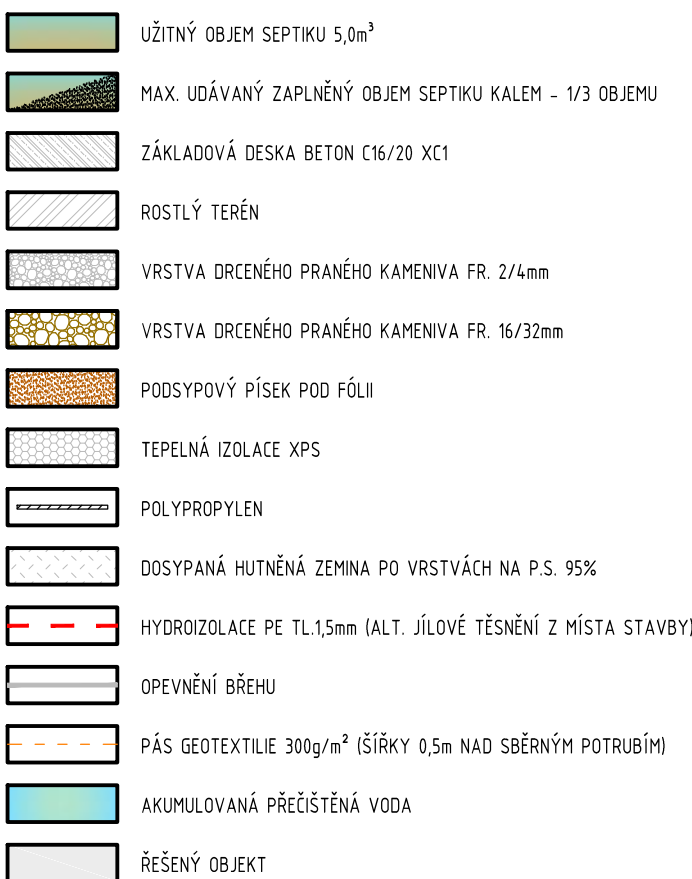 UŽITNÝ OBJEM SEPTIKU 5,0m³
MAX. UDÁVANÝ ZAPLNĚNÝ OBJEM SEPTIKU KALEM - 1/3 OBJEMU
ZÁKLADOVÁ DESKA BETON C16/20 XC1
ROSTLÝ TERÉN
VRSTVA DRCENÉHO PRANÉHO KAMENIVA FR. 2/4mm
VRSTVA DRCENÉHO PRANÉHO KAMENIVA FR. 16/32mm
PODSYPOVÝ PÍSEK POD FÓLII
TEPELNÁ IZOLACE XPS
POLYPROPYLEN
DOSYPANÁ HUTNĚNÁ ZEMINA PO VRSTVÁCH NA P.S. 95%
HYDROIZOLACE PE TL.1,5mm (ALT. JÍLOVÉ TĚSNĚNÍ Z MÍSTA STAVBY)
OPEVNĚNÍ BŘEHU
PÁS GEOTEXTILIE 300g/m² (ŠÍŘKY 0,5m NAD SBĚRNÝM POTRUBÍM)
AKUMULOVANÁ PŘEČIŠTĚNÁ VODA
ŘEŠENÝ OBJEKT